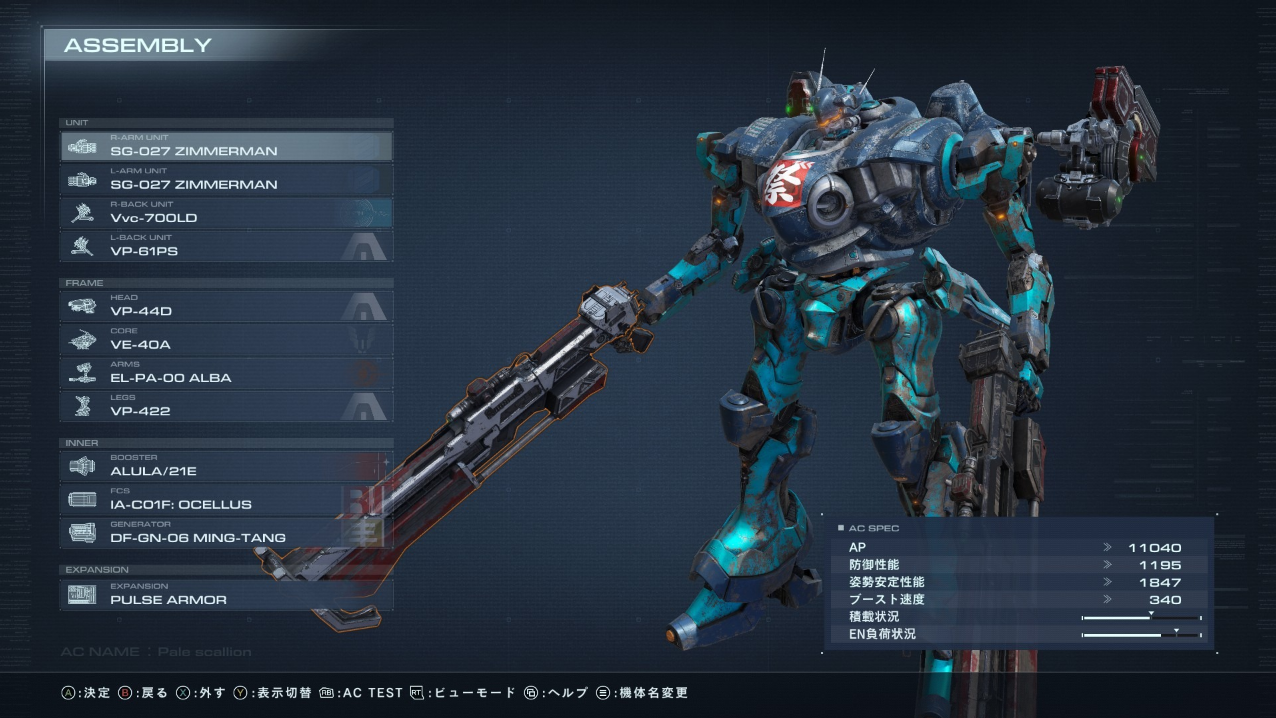 ASSEMBLY
UNIT
R-ARM UNIT
SG-027 ZIMMERMAN
L-ARM UNIT
SG-027 ZIMMERMAN
R-BACK UNIT
Vvc-700LD
L-BACK UNIT
VP-61PS
FRAME
HEAD
VP-44D
CORE
VE-40A
ARMS
EL-PA-00 ALBA
LEGS
VP-422
INNER
BOOSTER
ALULA/21E
FCS
IA-C01F: OCELLUS
GENERATOR
DF-GN-06 MING-TANG
EXPANSION
EXPANSION
PULSE ARMOR
AC NAME : Pale scallion
祭
AC SPEC
AP 11040
防御性能 1195
姿勢安定性能 1847
ブースト速度 340
積載状況
EN負荷状況
A:決定 B:戻る X:外す Y:表示切替 RB:AC TEST RT:ビューモード :ヘルプ :機体名変更